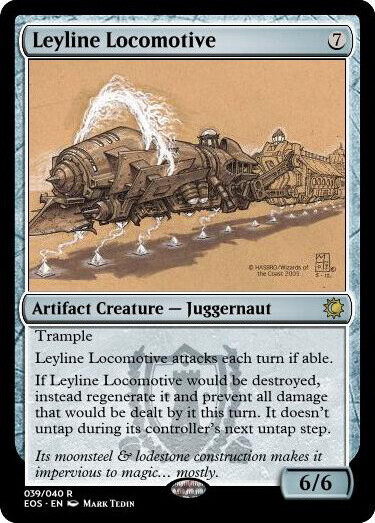 Leyline Locomotive 7
© HASBRO/Wizards of
the Coast 2005
Artifact Creature — Juggernaut
Trample
Leyline Locomotive attacks each turn if able.
If Leyline Locomotive would be destroyed,
instead regenerate it and prevent all damage
that would be dealt by it this turn. It doesn't
untap during its controller's next untap step.
Its moonsteel & lodestone construction makes it
impervious to magic... mostly.
6/6
039/040 R
EOS • EN MARK TEDIN